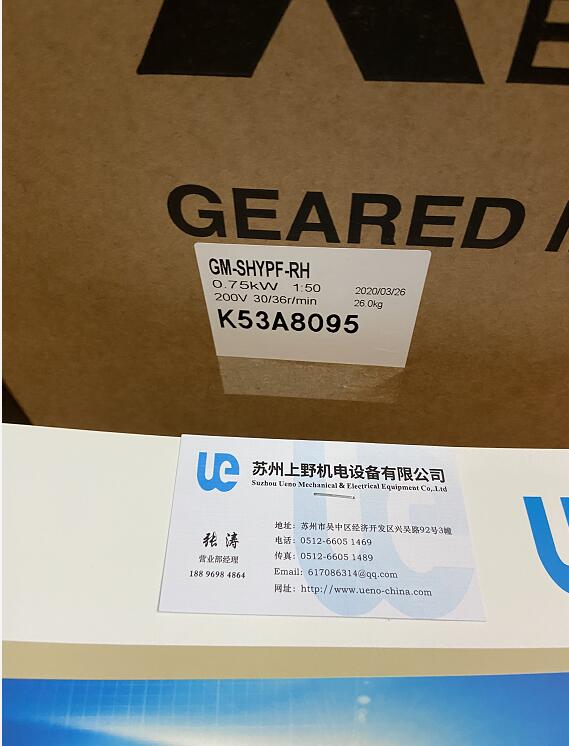 GEARED
GM-SHYPF-RH
0.75kW 1:50
2020/03/26
200V 30/36r/min
26.0kg
K53A8095
ue
苏州上野机电设备有限公司
Suzhou Ueno Mechanical & Electrical Equipment Co,.Ltd
张涛
营业部经理
188 9698 4864
地址: 苏州市吴中区经济开发区兴吴路92号3幢
电话: 0512-6605 1469
传真: 0512-6605 1489
Email: 617086314@qq.com
网址: http://www.ueno-china.com